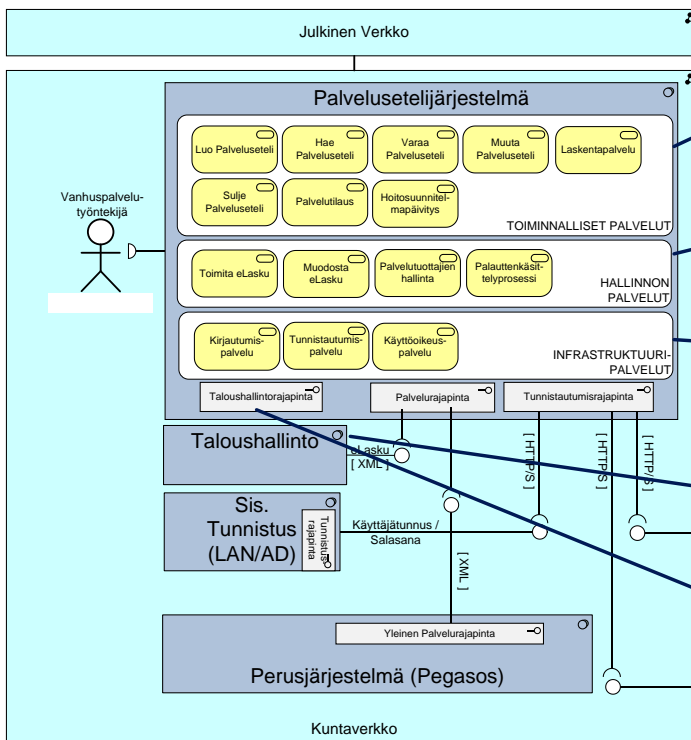 Julkinen Verkko
Palvelusetelijärjestelmä
Luo Palveluseteli
Hae
Palveluseteli
Varaa
Palveluseteli
Muuta
Palveluseteli
Laskentapalvelu
Sulje
Palveluseteli
Palvelutilaus
Hoitosuunnitel-
mapäivitys
TOIMINNALLISET PALVELUT
Vanhuspalvelu-
työntekijä
Toimita eLasku
Muodosta
eLasku
Palvelutuottajien
hallinta
Palauttenkäsit-
telyprosessi
HALLINNON
PALVELUT
Kirjautumis-
palvelu
Tunnistautumis-
palvelu
Käyttöoikeus-
palvelu
INFRASTRUKTUURI-
PALVELUT
Taloushallintorajapinta
Palvelurajapinta
Tunnistautumisrajapinta
Taloushallinto
eLasku
[ XML ]
[ HTTP/S ]
[ HTTP/S ]
[ HTTP/S ]
Sis.
Tunnistus
(LAN/AD)
Tunnistus
rajapinta
Käyttäjätunnus /
Salasana
[ XML ]
Yleinen Palvelurajapinta
Perusjärjestelmä (Pegasos)
Kuntaverkko